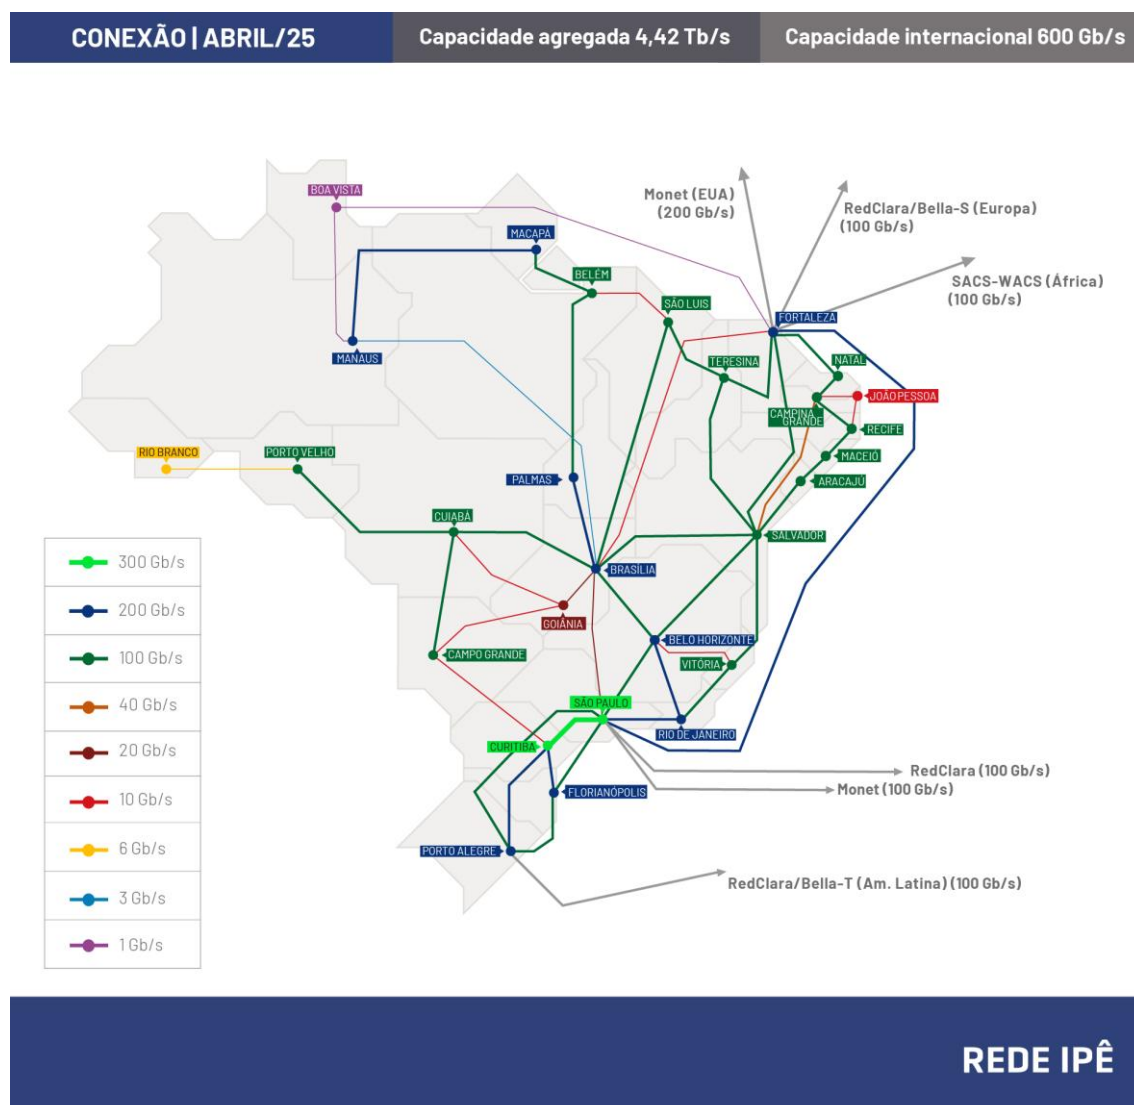 CONEXÃO | ABRIL/25
Capacidade agregada 4,42 Tb/s
Capacidade internacional 600 Gb/s
Monet (EUA)
(200 Gb/s)
RedClara/Bella-S (Europa)
(100 Gb/s)
SACS-WACS (África)
(100 Gb/s)
BOA VISTA
MACAPÁ
BELÉM
SÃO LUIS
FORTALEZA
MANAUS
TERESINA
NATAL
JOÃO PESSOA
CAMPINA
GRANDE
RECIFE
RIO BRANCO
PORTO VELHO
MACEIÓ
PALMAS
ARACAJÚ
CUIABÁ
SALVADOR
BRASÍLIA
GOIÂNIA
BELO HORIZONTE
CAMPO GRANDE
VITÓRIA
SÃO PAULO
RIO DE JANEIRO
CURITIBA
RedClara (100 Gb/s)
Monet (100 Gb/s)
FLORIANÓPOLIS
PORTO ALEGRE
RedClara/Bella-T (Am. Latina) (100 Gb/s)
300 Gb/s
200 Gb/s
100 Gb/s
40 Gb/s
20 Gb/s
10 Gb/s
6 Gb/s
3 Gb/s
1 Gb/s
REDE IPÊ